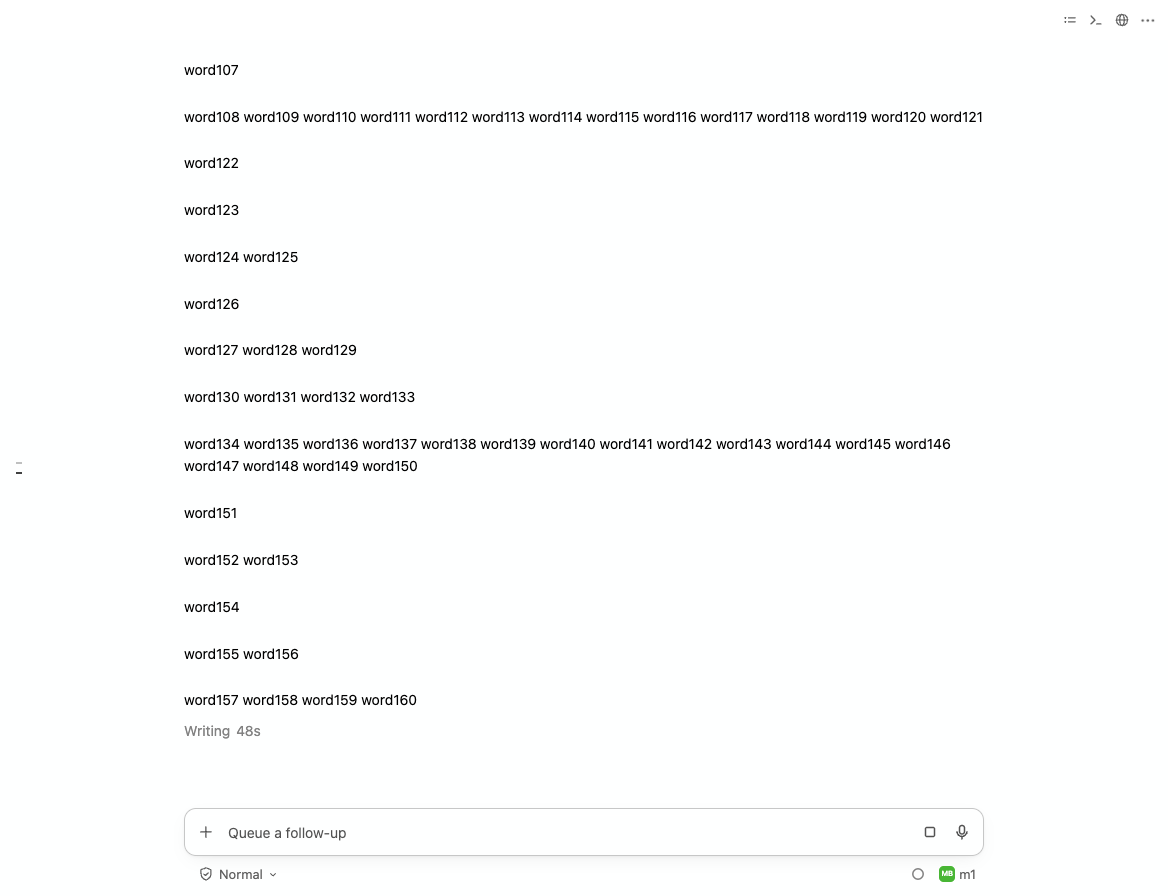 word107
word108 word109 word110 word111 word112 word113 word114 word115 word116 word117 word118 word119 word120 word121
word122
word123
word124 word125
word126
word127 word128 word129
word130 word131 word132 word133
word134 word135 word136 word137 word138 word139 word140 word141 word142 word143 word144 word145 word146
word147 word148 word149 word150
word151
word152 word153
word154
word155 word156
word157 word158 word159 word160
Writing 48s
Queue a follow-up
Normal
MB m1